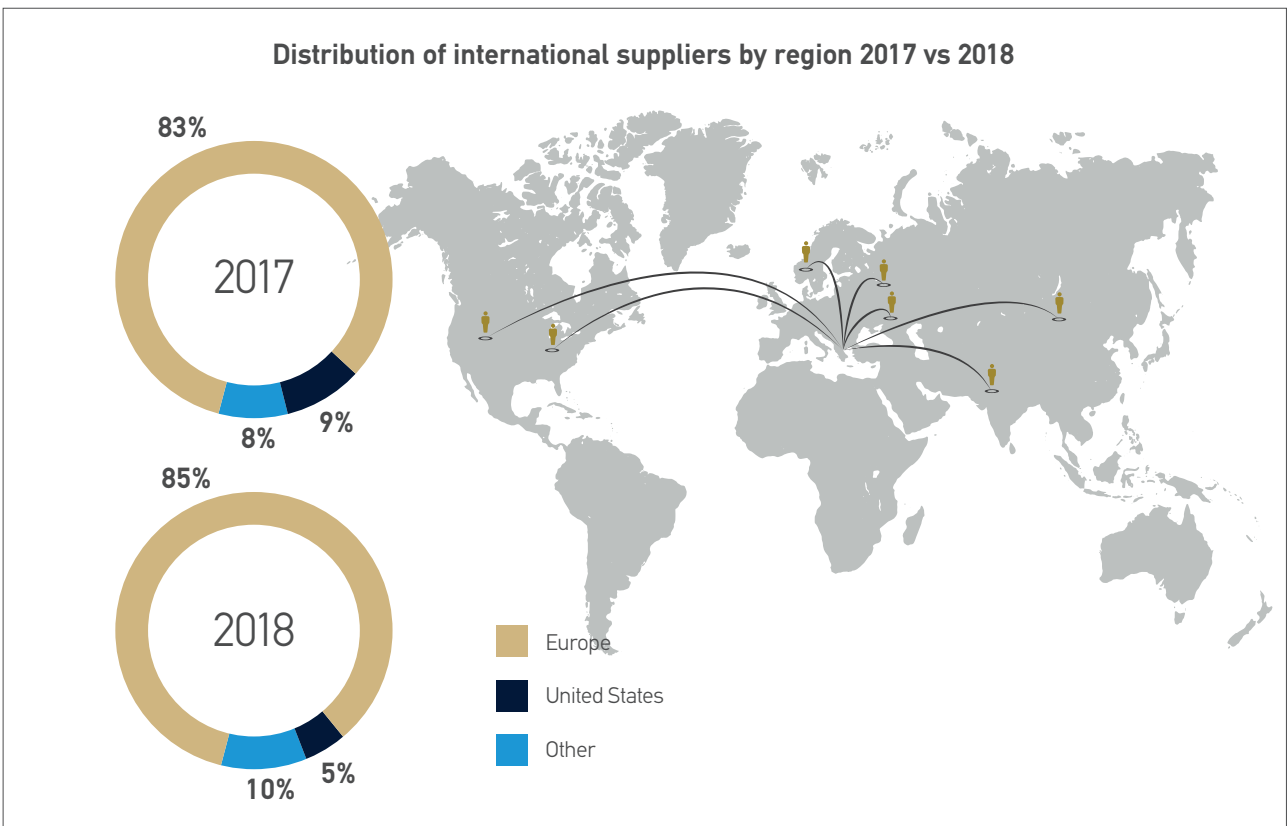 Distribution of international suppliers by region 2017 vs 2018
83%
2017
8%
9%
85%
2018
10%
5%
Europe
United States
Other